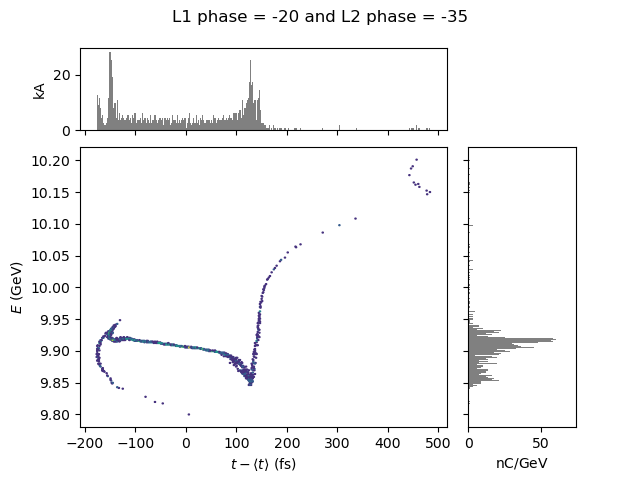 L1 phase = -20 and L2 phase = -35
20
0
kA
10.20
10.15
10.10
10.05
10.00
9.95
9.90
9.85
9.80
E (GeV)
−200 −100 0 100 200 300 400 500
t − ⟨t⟩ (fs)
0 50
nC/GeV